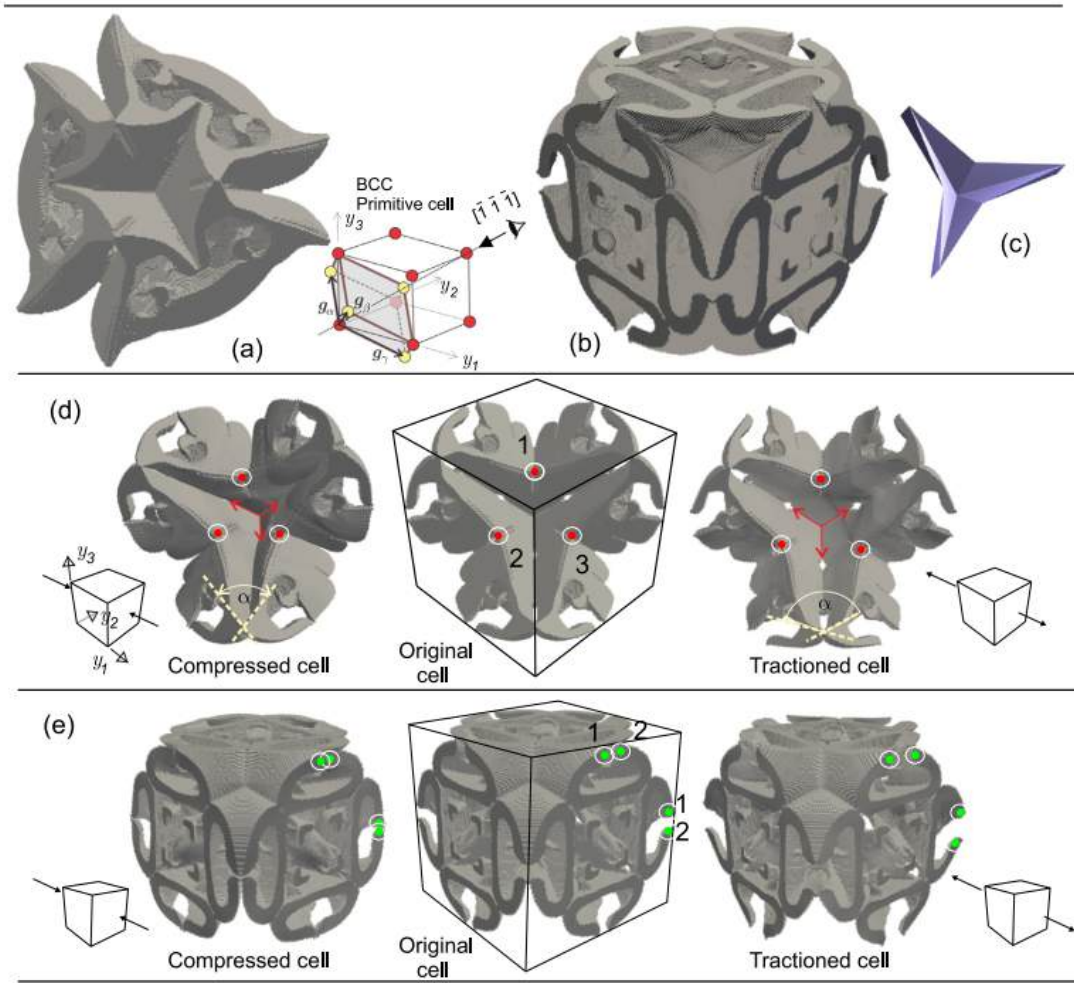 BCC
Primitive cell
[1̄ 1̄ 1]
y3
y2
gα
gβ
gγ
y1
(a)
(b)
(c)
(d)
1
2
3
α
α
y3
y2
y1
Compressed cell
Original
cell
Tractioned cell
(e)
1 2
1
2
Compressed cell
Original
cell
Tractioned cell